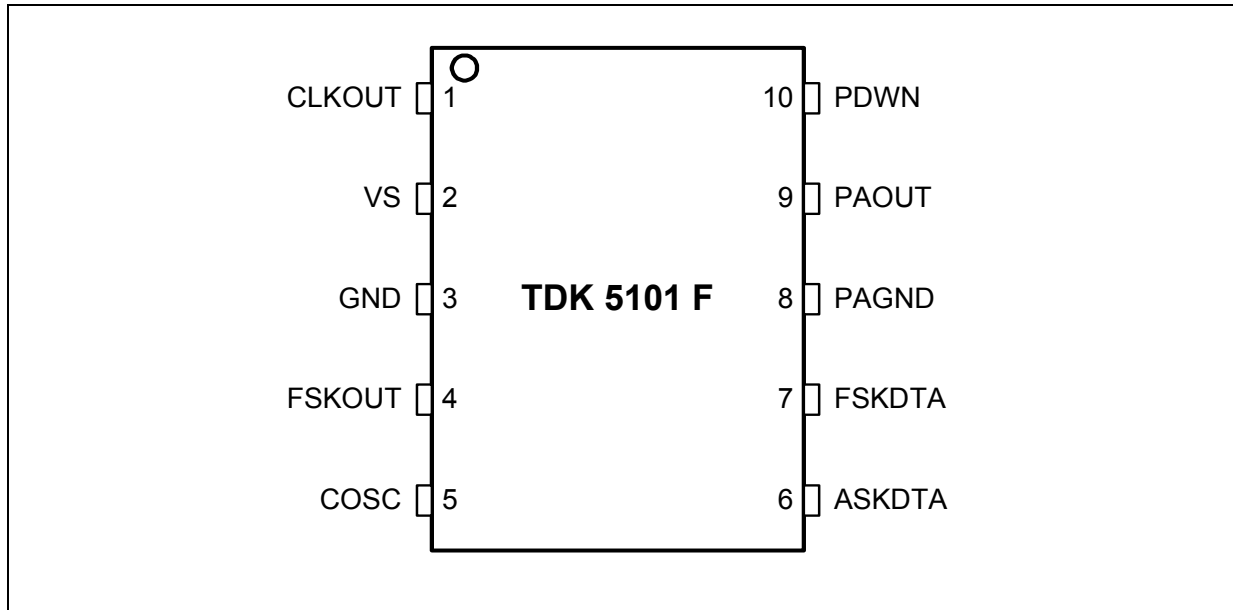 CLKOUT 1 10 PDWN
VS 2 9 PAOUT
GND 3 TDK 5101 F 8 PAGND
FSKOUT 4 7 FSKDTA
COSC 5 6 ASKDTA